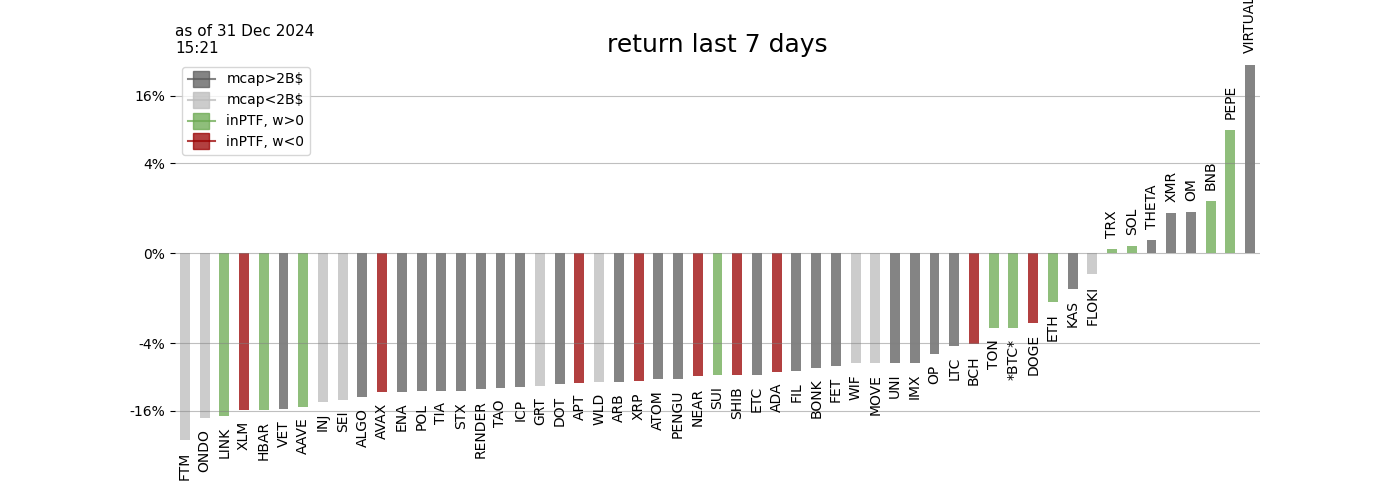 as of 31 Dec 2024
15:21
return last 7 days
mcap>2B$
mcap<2B$
inPTF, w>0
inPTF, w<0
16%
4%
0%
-4%
-16%
FTM
ONDO
LINK
XLM
HBAR
VET
AAVE
INJ
SEI
ALGO
AVAX
ENA
POL
TIA
STX
RENDER
TAO
ICP
GRT
DOT
APT
WLD
ARB
XRP
ATOM
PENGU
NEAR
SUI
SHIB
ETC
ADA
FIL
BONK
FET
WIF
MOVE
UNI
IMX
OP
LTC
BCH
TON
*BTC*
DOGE
ETH
KAS
FLOKI
TRX
SOL
THETA
XMR
OM
BNB
PEPE
VIRTUAL